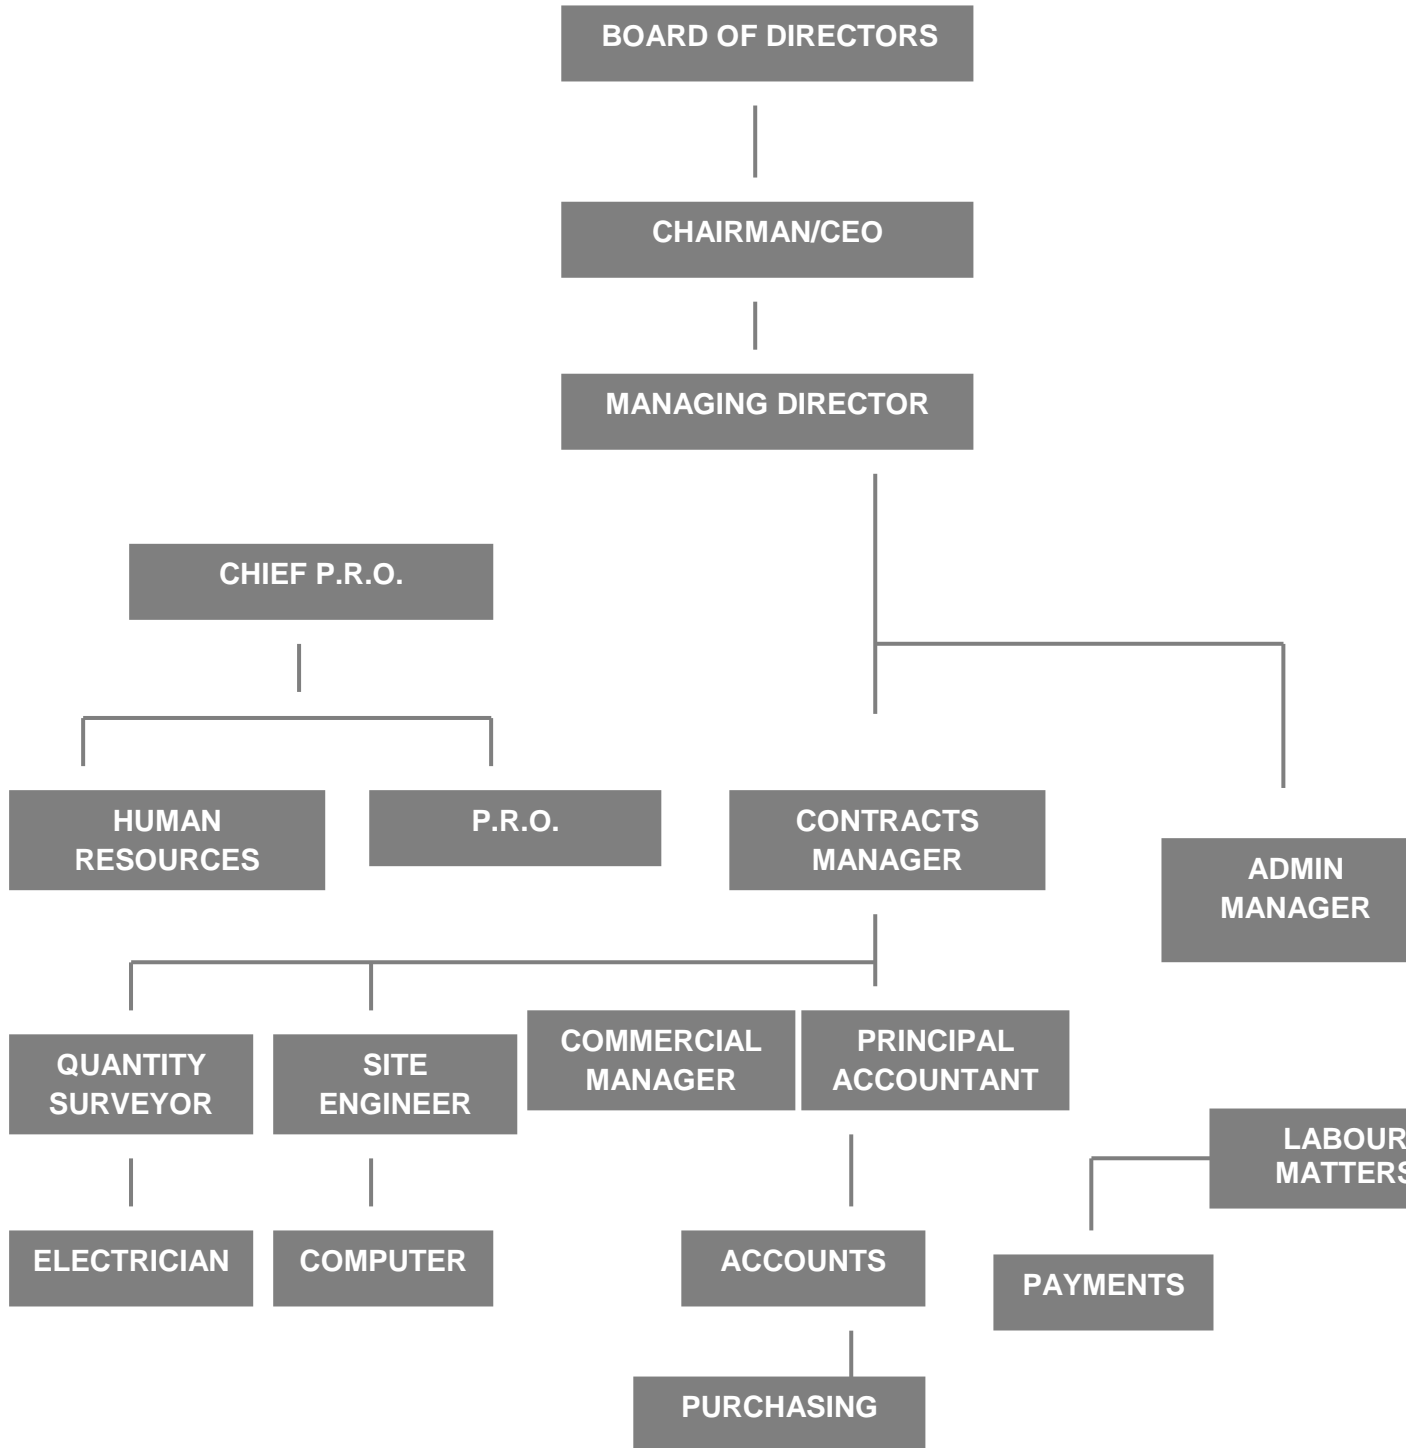 BOARD OF DIRECTORS
CHAIRMAN/CEO
MANAGING DIRECTOR
CHIEF P.R.O.
HUMAN
RESOURCES
P.R.O.
CONTRACTS
MANAGER
ADMIN
MANAGER
QUANTITY
SURVEYOR
SITE
ENGINEER
COMMERCIAL
MANAGER
PRINCIPAL
ACCOUNTANT
LABOUR
MATTERS
ELECTRICIAN
COMPUTER
ACCOUNTS
PAYMENTS
PURCHASING